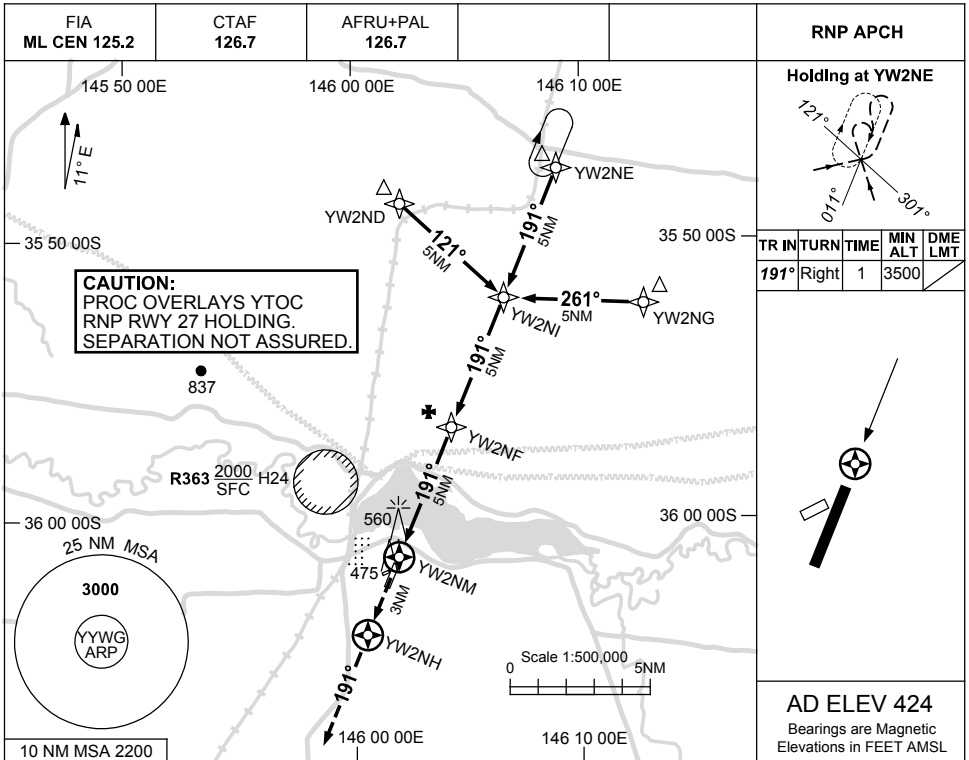 FIA
ML CEN 125.2
CTAF
126.7
AFRU+PAL
126.7
RNP APCH
145 50 00E
146 00 00E
146 10 00E
11° E
YW2NE
YW2ND
191°
5NM
121°
5NM
35 50 00S
35 50 00S
261°
5NM
YW2NI
YW2NG
CAUTION:
PROC OVERLAYS YTOC
RNP RWY 27 HOLDING.
SEPARATION NOT ASSURED.
191°
5NM
837
YW2NF
R363 2000
SFC
H24
191°
5NM
36 00 00S
36 00 00S
560
475
YW2NM
3NM
YW2NH
191°
25 NM MSA
3000
YYWG
ARP
10 NM MSA 2200
Scale 1:500,000
0
5NM
146 00 00E
146 10 00E
Holding at YW2NE
121°
011°
301°
TR IN TURN TIME MIN ALT DME LMT
191° Right 1 3500
AD ELEV 424
Bearings are Magnetic
Elevations in FEET AMSL